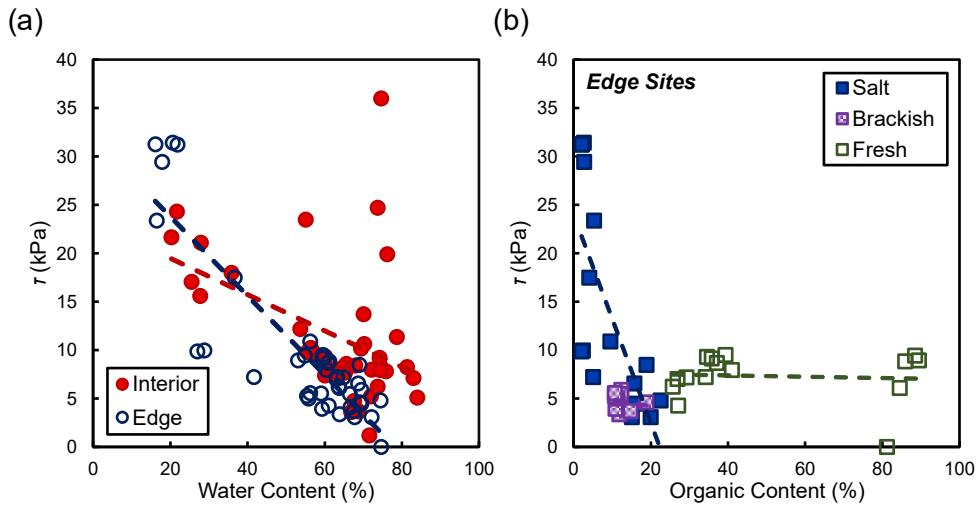 (a)
(b)
40
35
30
25
20
15
10
5
0
τ (kPa)
0
20
40
60
80
100
Water Content (%)
Interior
Edge
40
35
30
25
20
15
10
5
0
τ (kPa)
0
20
40
60
80
100
Organic Content (%)
Edge Sites
Salt
Brackish
Fresh